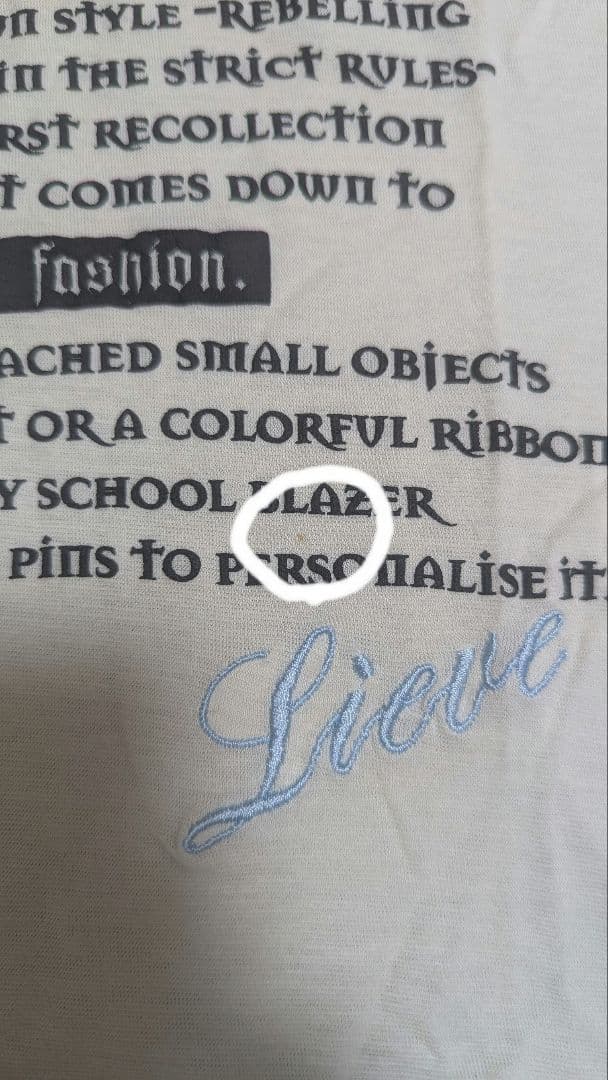 STYLE -REBELLING
in THE STRICT RULES-
RECOLLECTION
COMES DOWN TO
fashion.
SMALL OBJECTS
OR A COLORFUL RIBBON
SCHOOL BLAZER
PINS TO PERSONALISE IT
Lieve